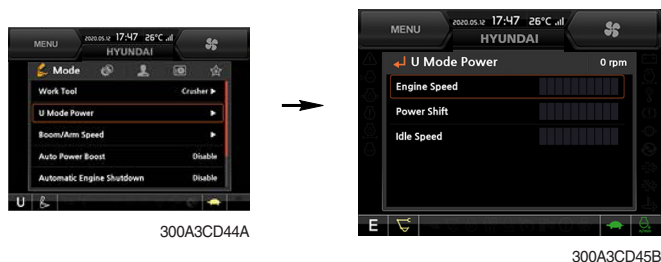 MENU
2020.05.12 17:47 26°C
HYUNDAI
Mode
Work Tool Crusher
U Mode Power
Boom/Arm Speed
Auto Power Boost Disable
Automatic Engine Shutdown Disable
U
300A3CD44A
MENU
2020.05.12 17:47 26°C
HYUNDAI
U Mode Power 0 rpm
Engine Speed
Power Shift
Idle Speed
E
300A3CD45B